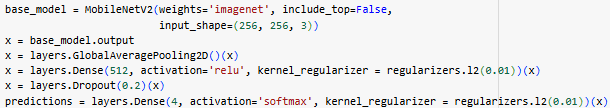 base_model = MobileNetV2(weights='imagenet', include_top=False,
input_shape=(256, 256, 3))
x = base_model.output
x = layers.GlobalAveragePooling2D()(x)
x = layers.Dense(512, activation='relu', kernel_regularizer = regularizers.l2(0.01))(x)
x = layers.Dropout(0.2)(x)
predictions = layers.Dense(4, activation='softmax', kernel_regularizer = regularizers.l2(0.01))(x)